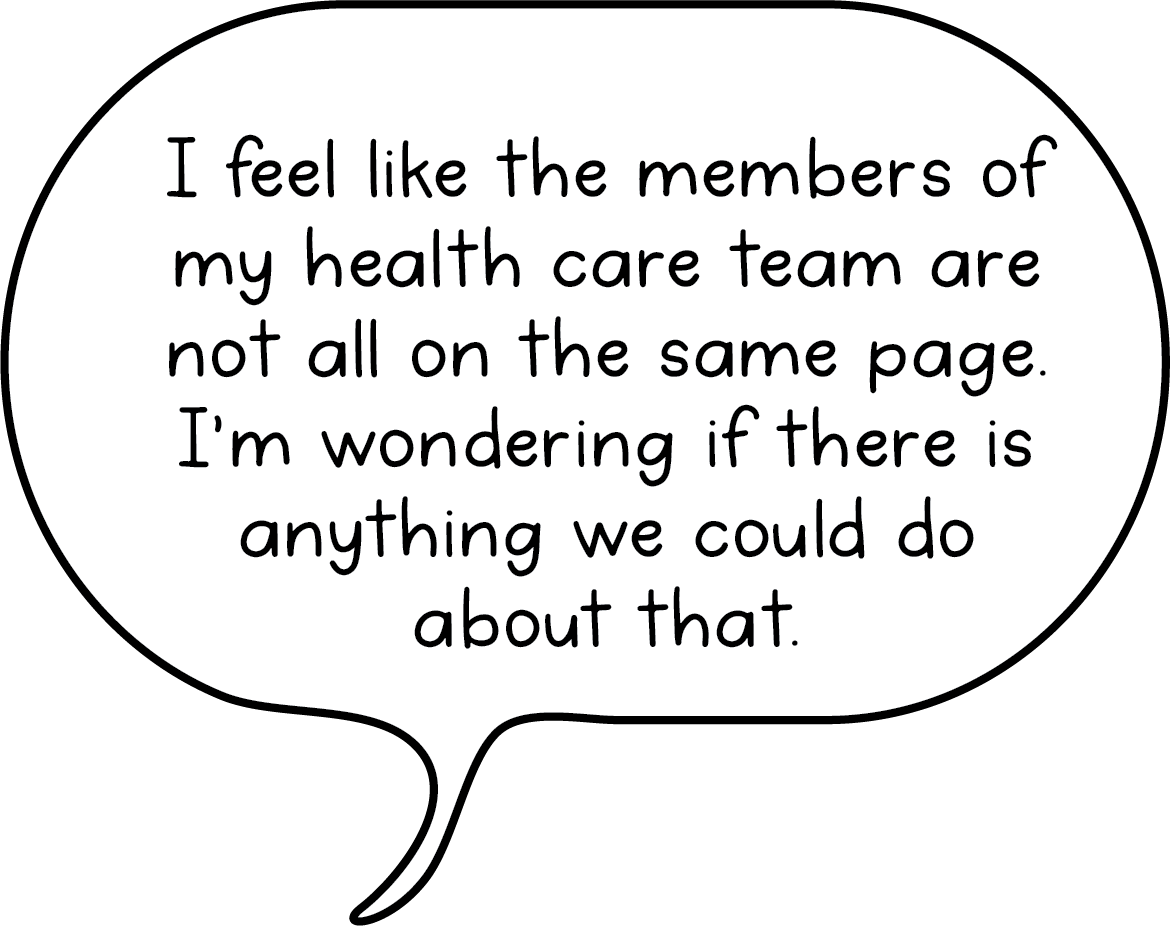 I feel like the members of
my health care team are
not all on the same page.
I'm wondering if there is
anything we could do
about that.